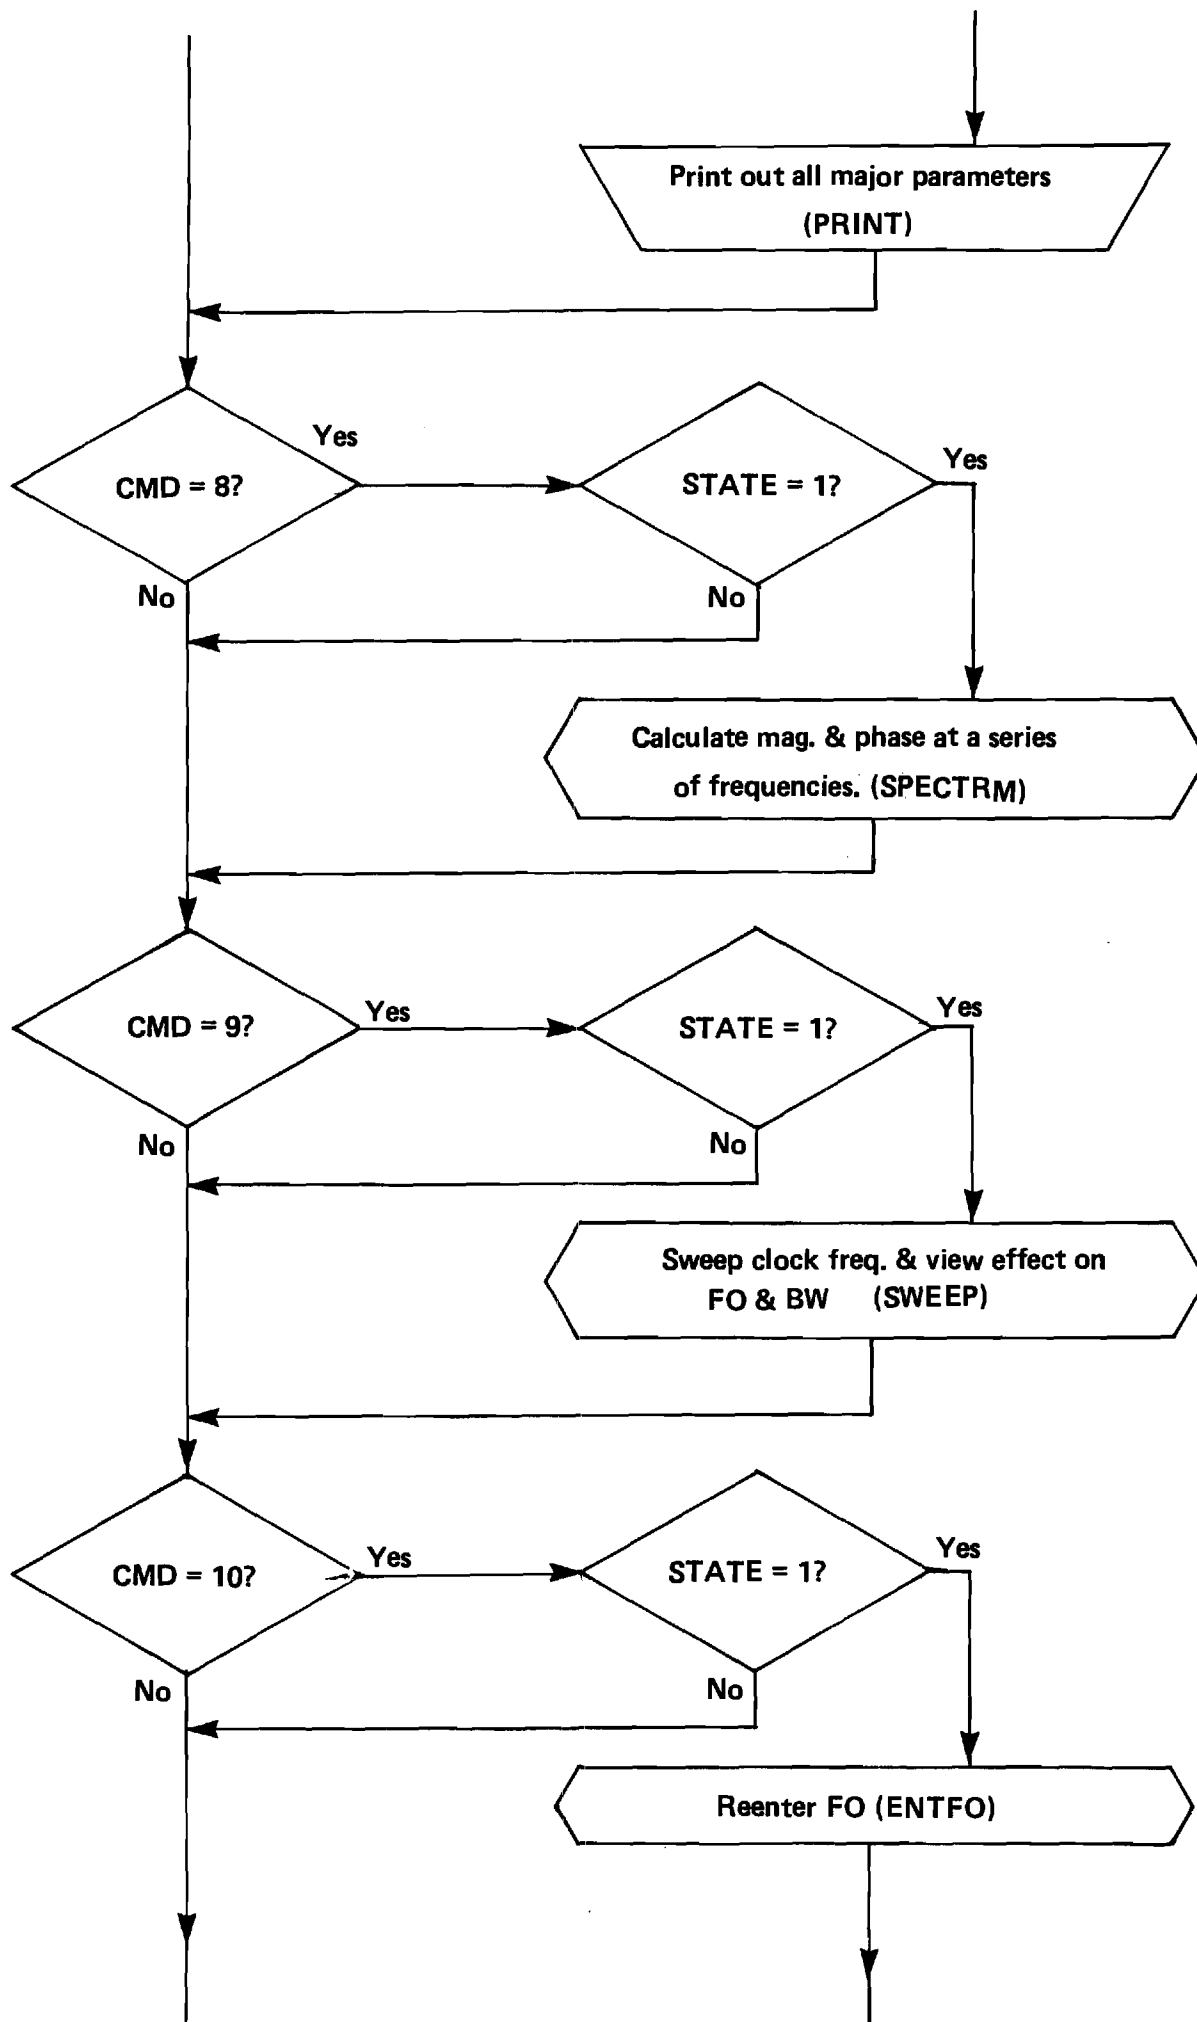 Print out all major parameters
(PRINT)
Yes
CMD = 8?
STATE = 1?
Yes
No
No
Calculate mag. & phase at a series
of frequencies. (SPECTRM)
CMD = 9?
Yes
STATE = 1?
Yes
No
No
Sweep clock freq. & view effect on
FO & BW (SWEEP)
CMD = 10?
Yes
STATE = 1?
Yes
No
No
Reenter FO (ENTFO)